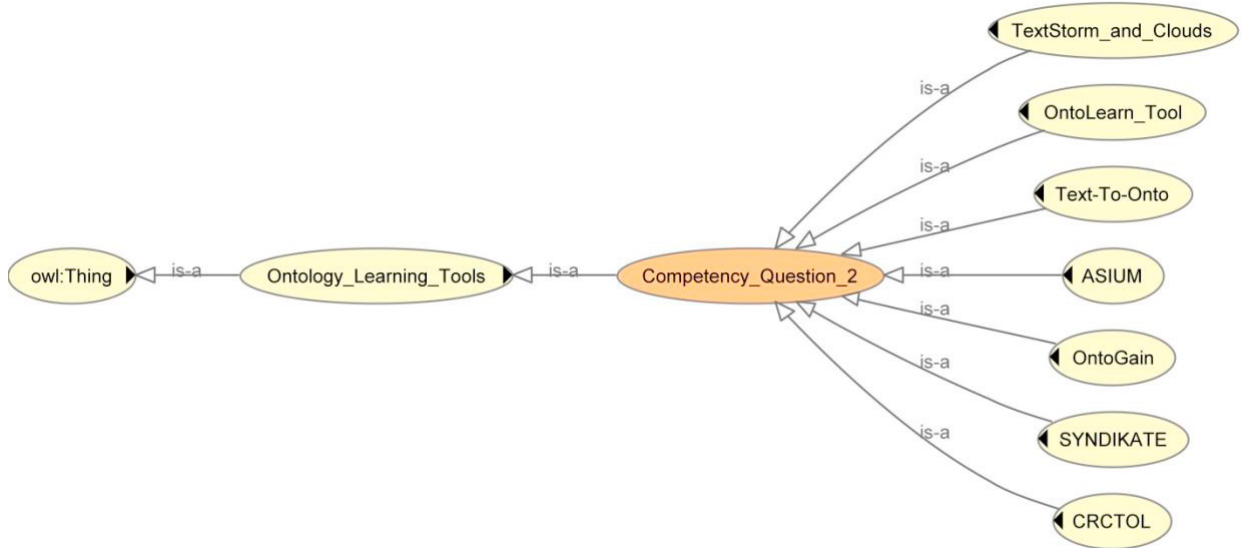 TextStorm_and_Clouds
is-a
OntoLearn_Tool
is-a
Text-To-Onto
is-a
owl:Thing
is-a
Ontology_Learning_Tools
is-a
Competency_Question_2
is-a
ASIUM
is-a
OntoGain
is-a
SYNDIKATE
is-a
CRCTOL